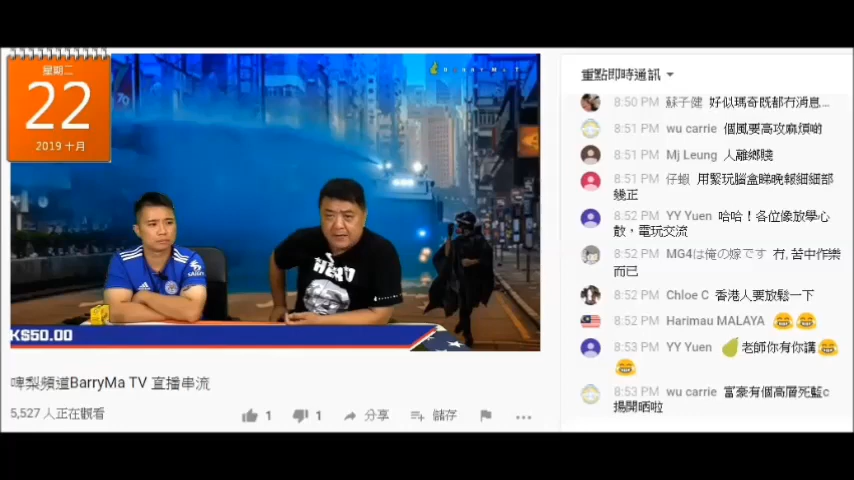 星期二
22
2019 十月
BARRYMA T
HERO
K$50.00
啤梨頻道BarryMa TV 直播串流
5,527 人正在觀看
1
1
分享
儲存
重點即時通訊
8:50 PM 蘇子健 好似瑪奇既都冇消息...
8:51 PM wu carrie 個風要高攻麻煩喲
8:51 PM Mj Leung 人離鄉賤
8:51 PM 仔蝦 用緊玩腦盒睇晚報細細部
幾正
8:52 PM YY Yuen 哈哈！各位像放學心
散，電玩交流
8:52 PM MG4は俺の嫁です 冇, 苦中作樂
而已
8:52 PM Chloe C 香港人要放鬆一下
8:52 PM Harimau MALAYA
8:53 PM YY Yuen 老師你有你講
8:53 PM wu carrie 富豪有個高層死藍c
揚開晒啦